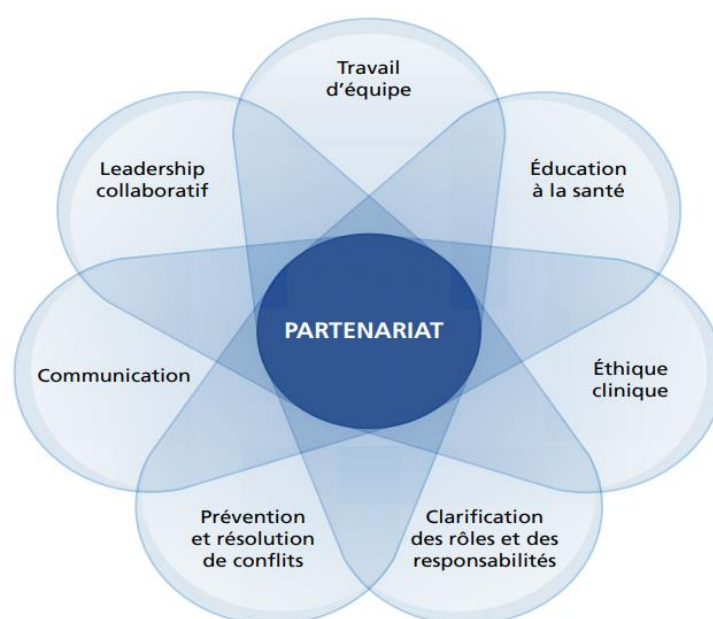 Travail
d'équipe
Éducation
à la santé
Éthique
clinique
Clarification
des rôles et des
responsabilités
Prévention
et résolution
de conflits
Communication
Leadership
collaboratif
PARTENARIAT